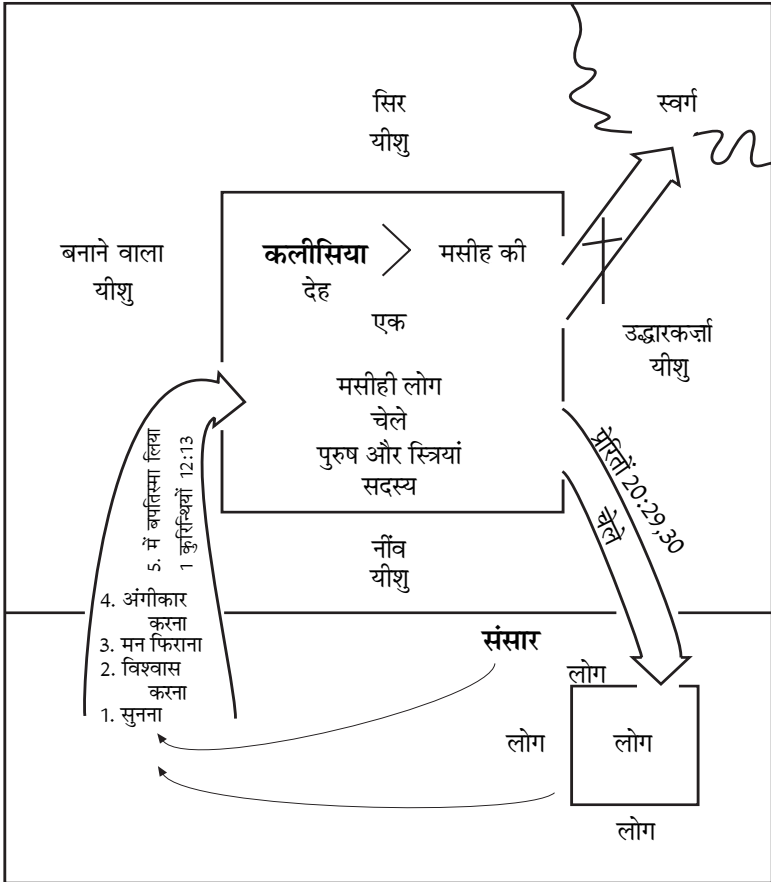 सिर
यीशु
स्वर्ग
बनाने वाला
यीशु
कलीसिया > मसीह की
देह
एक
मसीही लोग
चेले
पुरुष और स्त्रियां
सदस्य
उद्धारकर्ज़ा
यीशु
प्रेरितों 20:29,30
चेले
नींव
यीशु
5. में बपतिस्मा लिया
1 कुरिन्थियों 12:13
4. अंगीकार
करना
3. मन फिराना
2. विश्वास
करना
1. सुनना
संसार
लोग
लोग
लोग
लोग